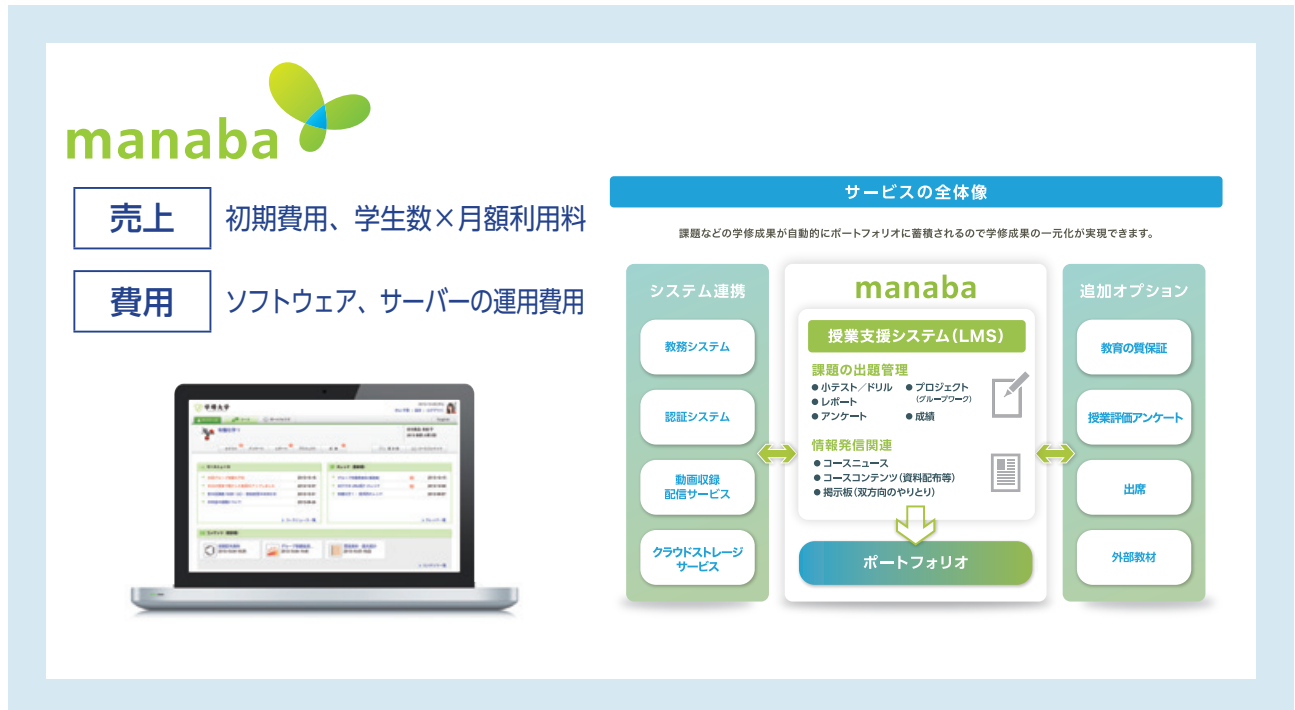 manaba
売上
初期費用、学生数×月額利用料
費用
ソフトウェア、サーバーの運用費用
サービスの全体像
課題などの学修成果が自動的にポートフォリオに蓄積されるので学修成果の一元化が実現できます。
システム連携
教務システム
認証システム
動画収録
配信サービス
クラウドストレージ
サービス
manaba
授業支援システム(LMS)
課題の出題管理
●小テスト／ドリル ●プロジェクト
(グループワーク)
●レポート
●アンケート ●成績
情報発信関連
●コースニュース
●コースコンテンツ(資料配布等)
●掲示板(双方向のやりとり)
ポートフォリオ
追加オプション
教育の質保証
授業評価アンケート
出席
外部教材